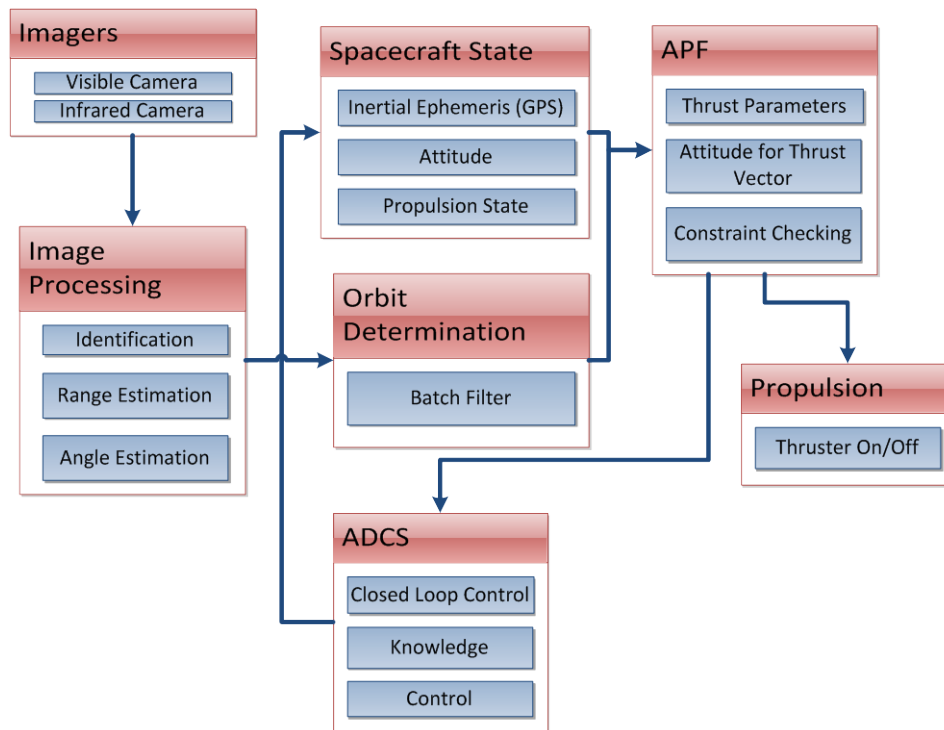 Imagers
Visible Camera
Infrared Camera
Image
Processing
Identification
Range Estimation
Angle Estimation
Spacecraft State
Inertial Ephemeris (GPS)
Attitude
Propulsion State
Orbit
Determination
Batch Filter
ADCS
Closed Loop Control
Knowledge
Control
APF
Thrust Parameters
Attitude for Thrust
Vector
Constraint Checking
Propulsion
Thruster On/Off